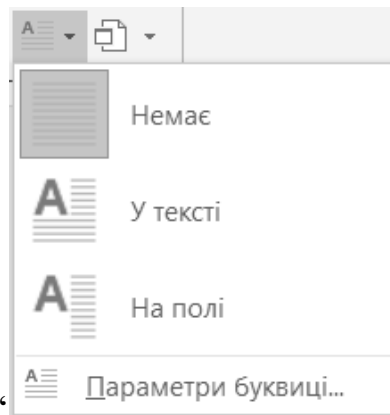 Немає
У тексті
На полі
“
Параметри буквиці...